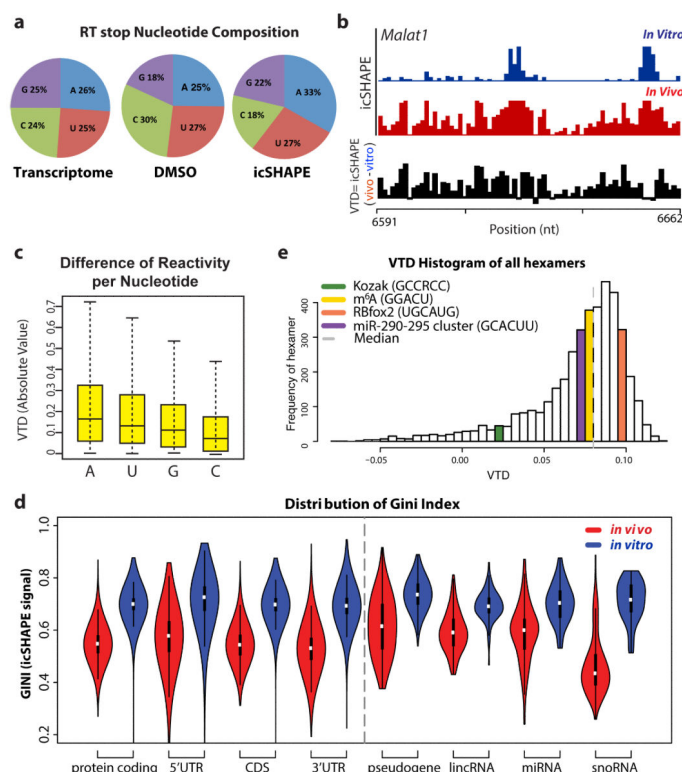 a
RT stop Nucleotide Composition
G 25%
A 26%
C 24%
U 25%
Transcriptome
G 18%
A 25%
C 30%
U 27%
DMSO
G 22%
A 33%
C 18%
U 27%
icSHAPE
b
Malat1
In Vitro
In Vivo
icSHAPE
VTD= icSHAPE
(vivo -vitro)
6591
6662
Position (nt)
c
Difference of Reactivity
per Nucleotide
VTD (Absolute Value)
0.7
0.6
0.5
0.4
0.3
0.2
0.1
0
A U G C
e
VTD Histogram of all hexamers
Kozak (GCCRCC)
m⁶A (GGACU)
RBfox2 (UGCAUG)
miR-290-295 cluster (GCACUU)
Median
Frequency of hexamer
400
300
200
100
0
−0.05 0.00 0.05 0.10
VTD
d
Distribution of Gini Index
in vivo
in vitro
GINI (icSHAPE signal)
1.0
0.8
0.6
0.4
0.2
protein coding 5'UTR CDS 3'UTR pseudogene lincRNA miRNA snoRNA